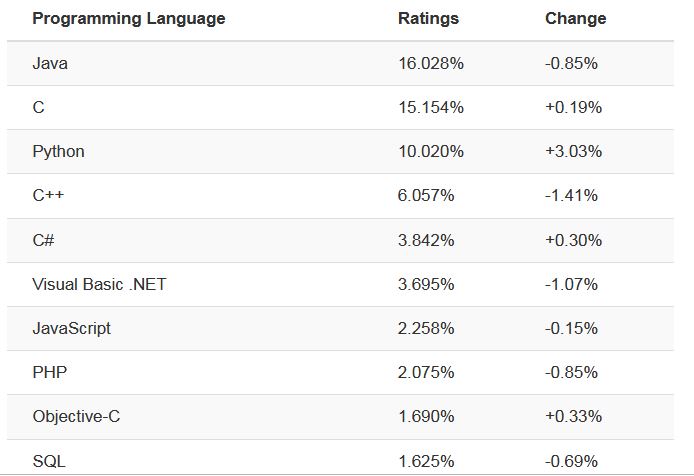 Programming Language Ratings Change
Java 16.028% -0.85%
C 15.154% +0.19%
Python 10.020% +3.03%
C++ 6.057% -1.41%
C# 3.842% +0.30%
Visual Basic .NET 3.695% -1.07%
JavaScript 2.258% -0.15%
PHP 2.075% -0.85%
Objective-C 1.690% +0.33%
SQL 1.625% -0.69%